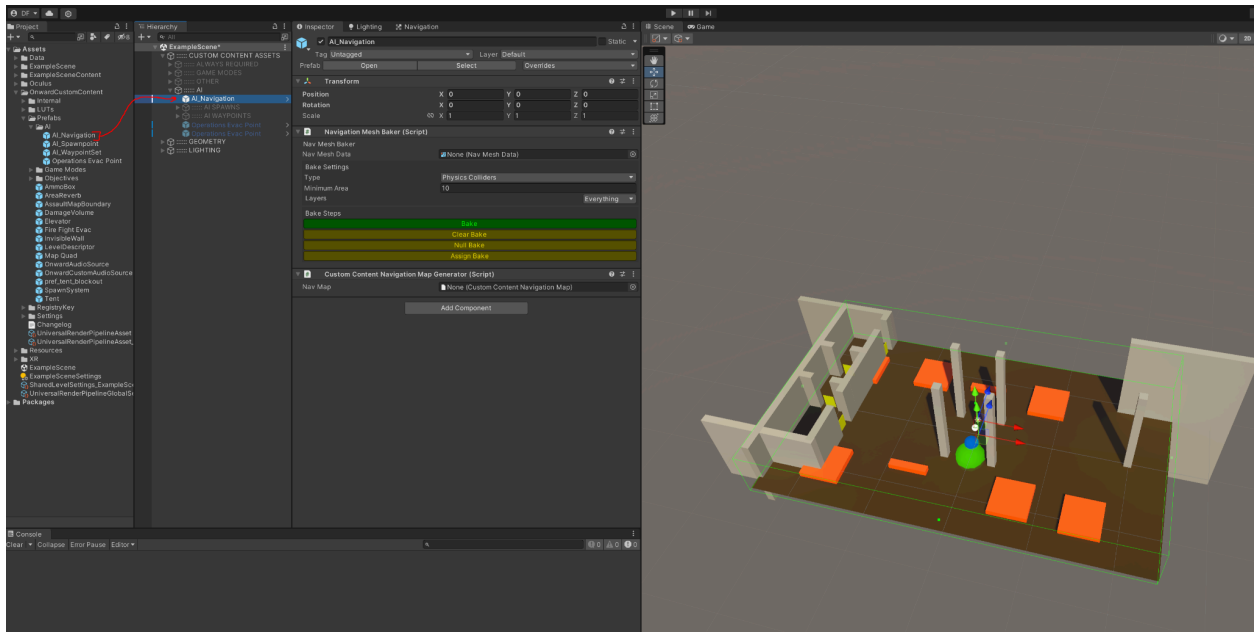 DF
Project
Hierarchy
Inspector
Lighting
Navigation
Scene
Game
All
2D
Assets
Data
ExampleScene
ExampleSceneContent
Oculus
OnwardCustomContent
Internal
LUTs
Prefabs
AI
AI_Navigation
AI_Spawnpoint
AI_WaypointSet
Operations Evac Point
Game Modes
Objectives
AmmoBox
AreaReverb
AssaultMapBoundary
DamageVolume
Elevator
Fire Fight Evac
InvisibleWall
LevelDescriptor
Map Quad
OnwardAudioSource
OnwardCustomAudioSource
pref_tent_blockout
SpawnSystem
Tent
RegistryKey
Settings
Changelog
UniversalRenderPipelineAsset
UniversalRenderPipelineAsset_
Resources
XR
ExampleScene
ExampleSceneSettings
SharedLevelSettings_ExampleSc
UniversalRenderPipelineGlobalS
Packages
ExampleScene*
::::: CUSTOM CONTENT ASSETS
::::: ALWAYS REQUIRED
::::: GAME MODES
::::: OTHER
::::: AI
AI_Navigation
::::: AI SPAWNS
::::: AI WAYPOINTS
Operations Evac Point
Operations Evac Point
::::: GEOMETRY
::::: LIGHTING
AI_Navigation
Static
Tag Untagged Layer Default
Prefab Open Select Overrides
Transform
Position X 0 Y 0 Z 0
Rotation X 0 Y 0 Z 0
Scale X 1 Y 1 Z 1
Navigation Mesh Baker (Script)
Nav Mesh Baker
Nav Mesh Data None (Nav Mesh Data)
Bake Settings
Type Physics Colliders
Minimum Area 10
Layers Everything
Bake Steps
Bake
Clear Bake
Null Bake
Assign Bake
Custom Content Navigation Map Generator (Script)
Nav Map None (Custom Content Navigation Map)
Add Component
Console
Clear Collapse Error Pause Editor
0 0 0